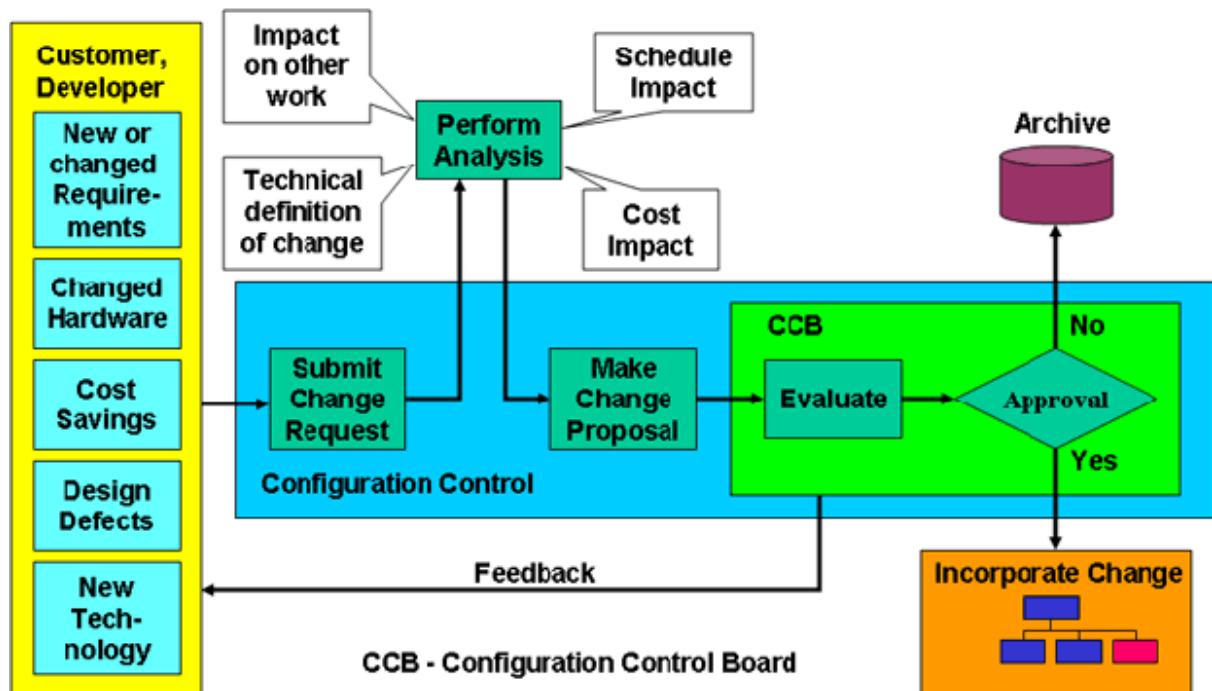 Customer,
Developer
New or
changed
Require-
ments
Changed
Hardware
Cost
Savings
Design
Defects
New
Tech-
nology
Impact
on other
work
Technical
definition
of change
Perform
Analysis
Schedule
Impact
Cost
Impact
Archive
Submit
Change
Request
Make
Change
Proposal
CCB
Evaluate
Approval
No
Yes
Configuration Control
Feedback
Incorporate Change
CCB - Configuration Control Board